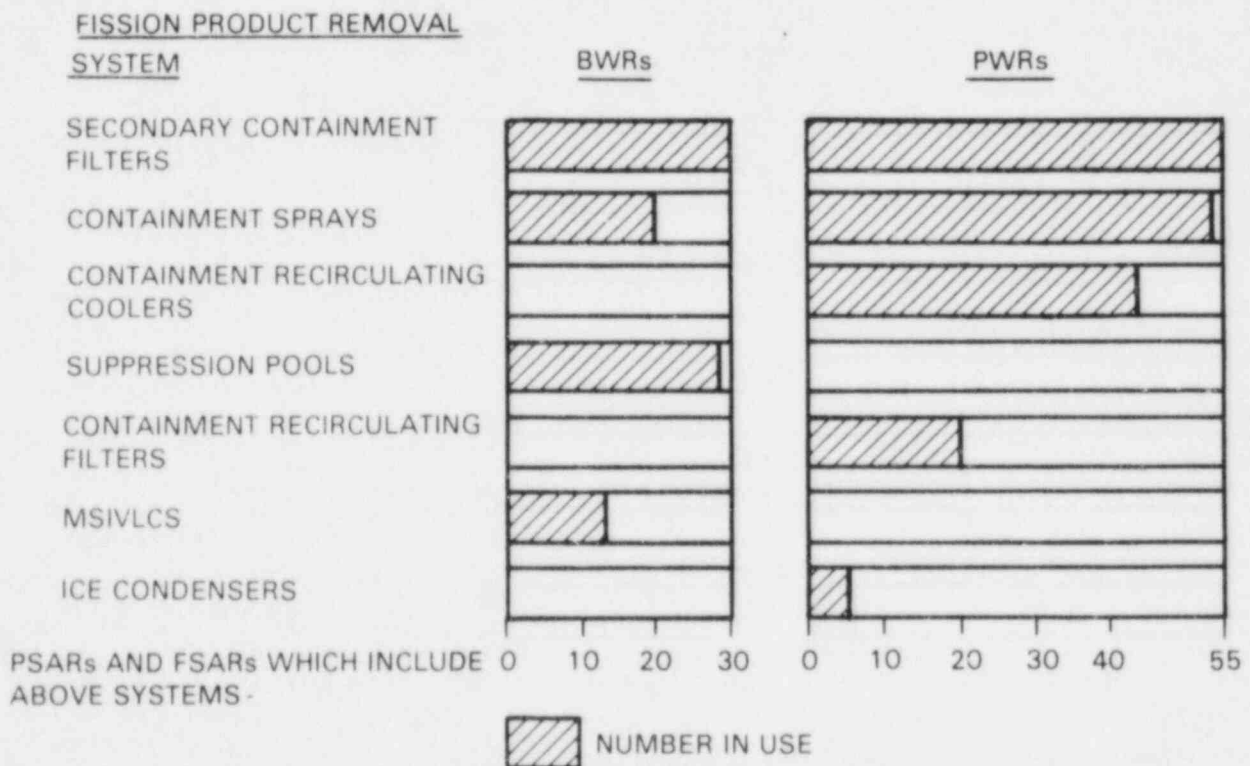 FISSION PRODUCT REMOVAL
SYSTEM
BWRs
PWRs
SECONDARY CONTAINMENT
FILTERS
CONTAINMENT SPRAYS
CONTAINMENT RECIRCULATING
COOLERS
SUPPRESSION POOLS
CONTAINMENT RECIRCULATING
FILTERS
MSIVLCS
ICE CONDENSERS
0 10 20 30
0 10 20 30 40 55
PSARs AND FSARs WHICH INCLUDE
ABOVE SYSTEMS -
NUMBER IN USE